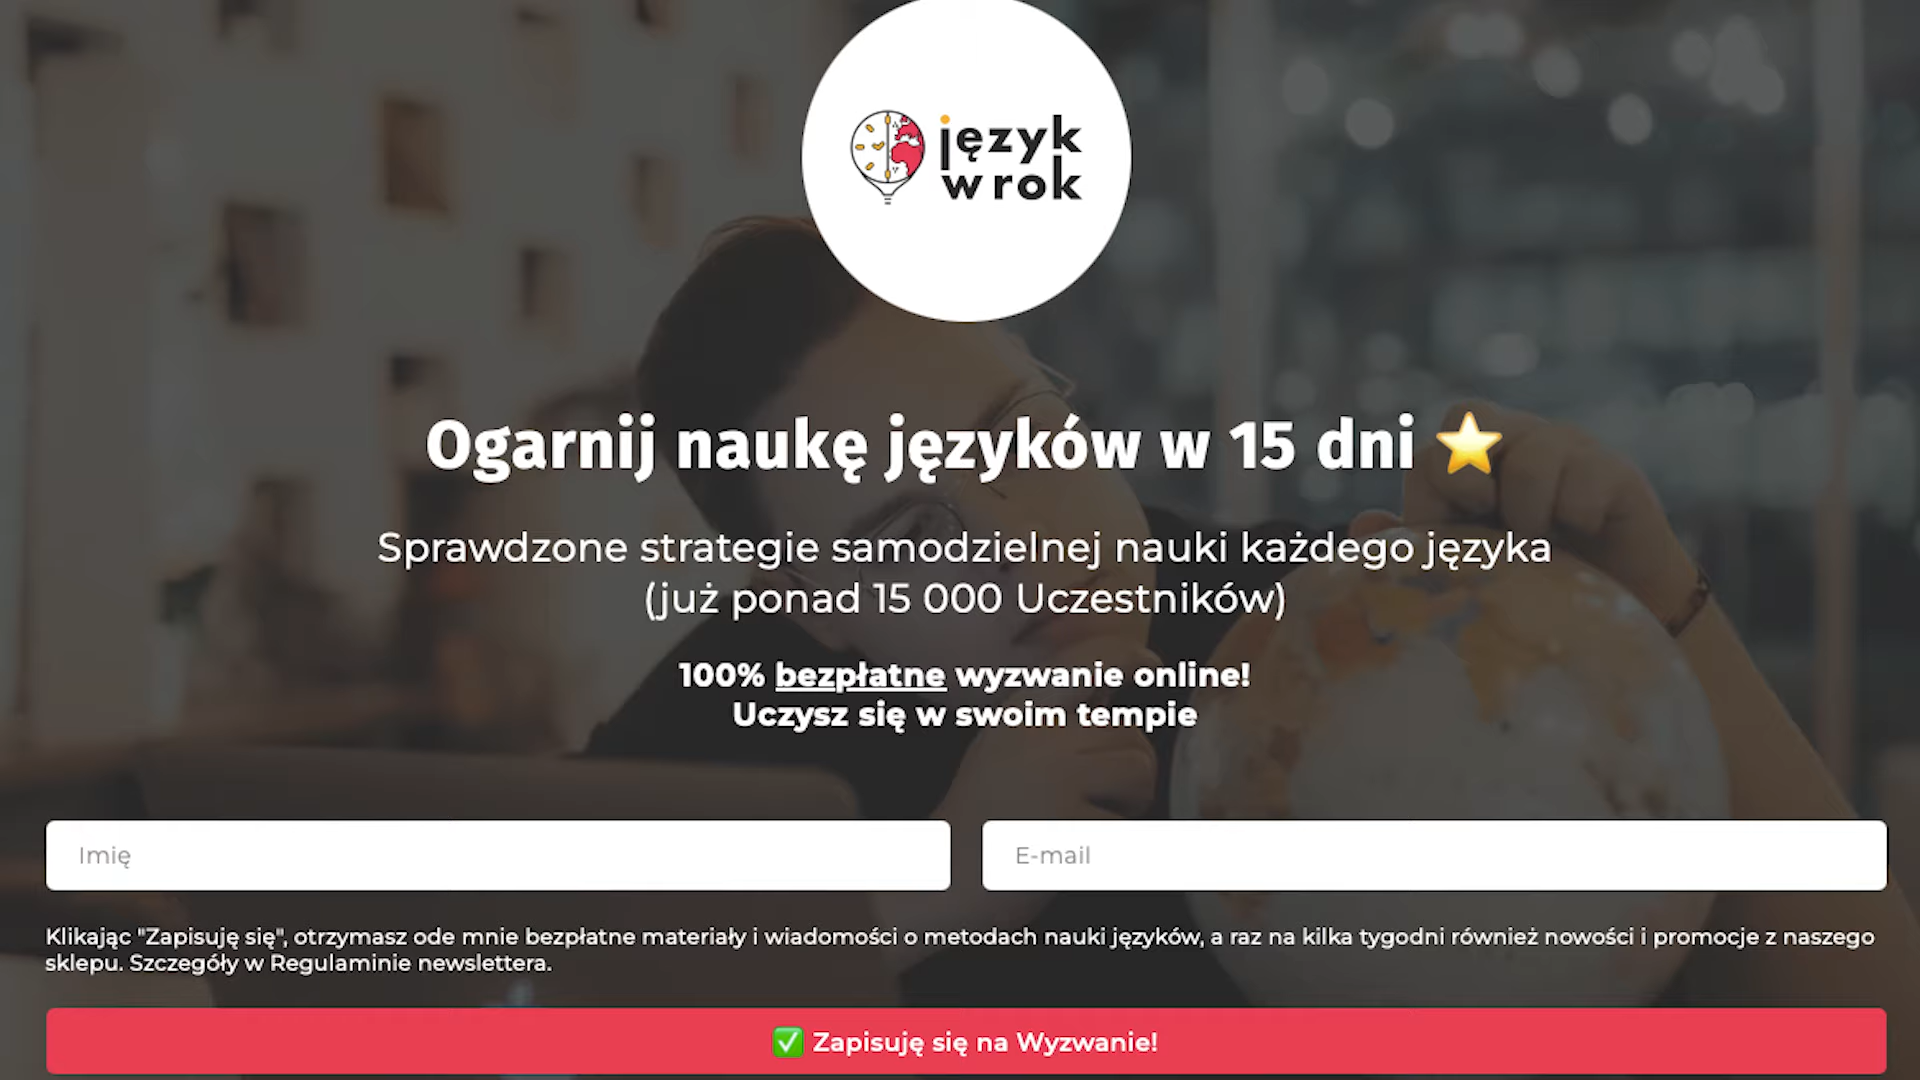 język
w rok
Ogarnij naukę języków w 15 dni ⭐
Sprawdzone strategie samodzielnej nauki każdego języka
(już ponad 15 000 Uczestników)
100% bezpłatne wyzwanie online!
Uczysz się w swoim tempie
Imię
E-mail
Klikając "Zapisuję się", otrzymasz ode mnie bezpłatne materiały i wiadomości o metodach nauki języków, a raz na kilka tygodni również nowości i promocje z naszego
sklepu. Szczegóły w Regulaminie newslettera.
✅ Zapisuję się na Wyzwanie!